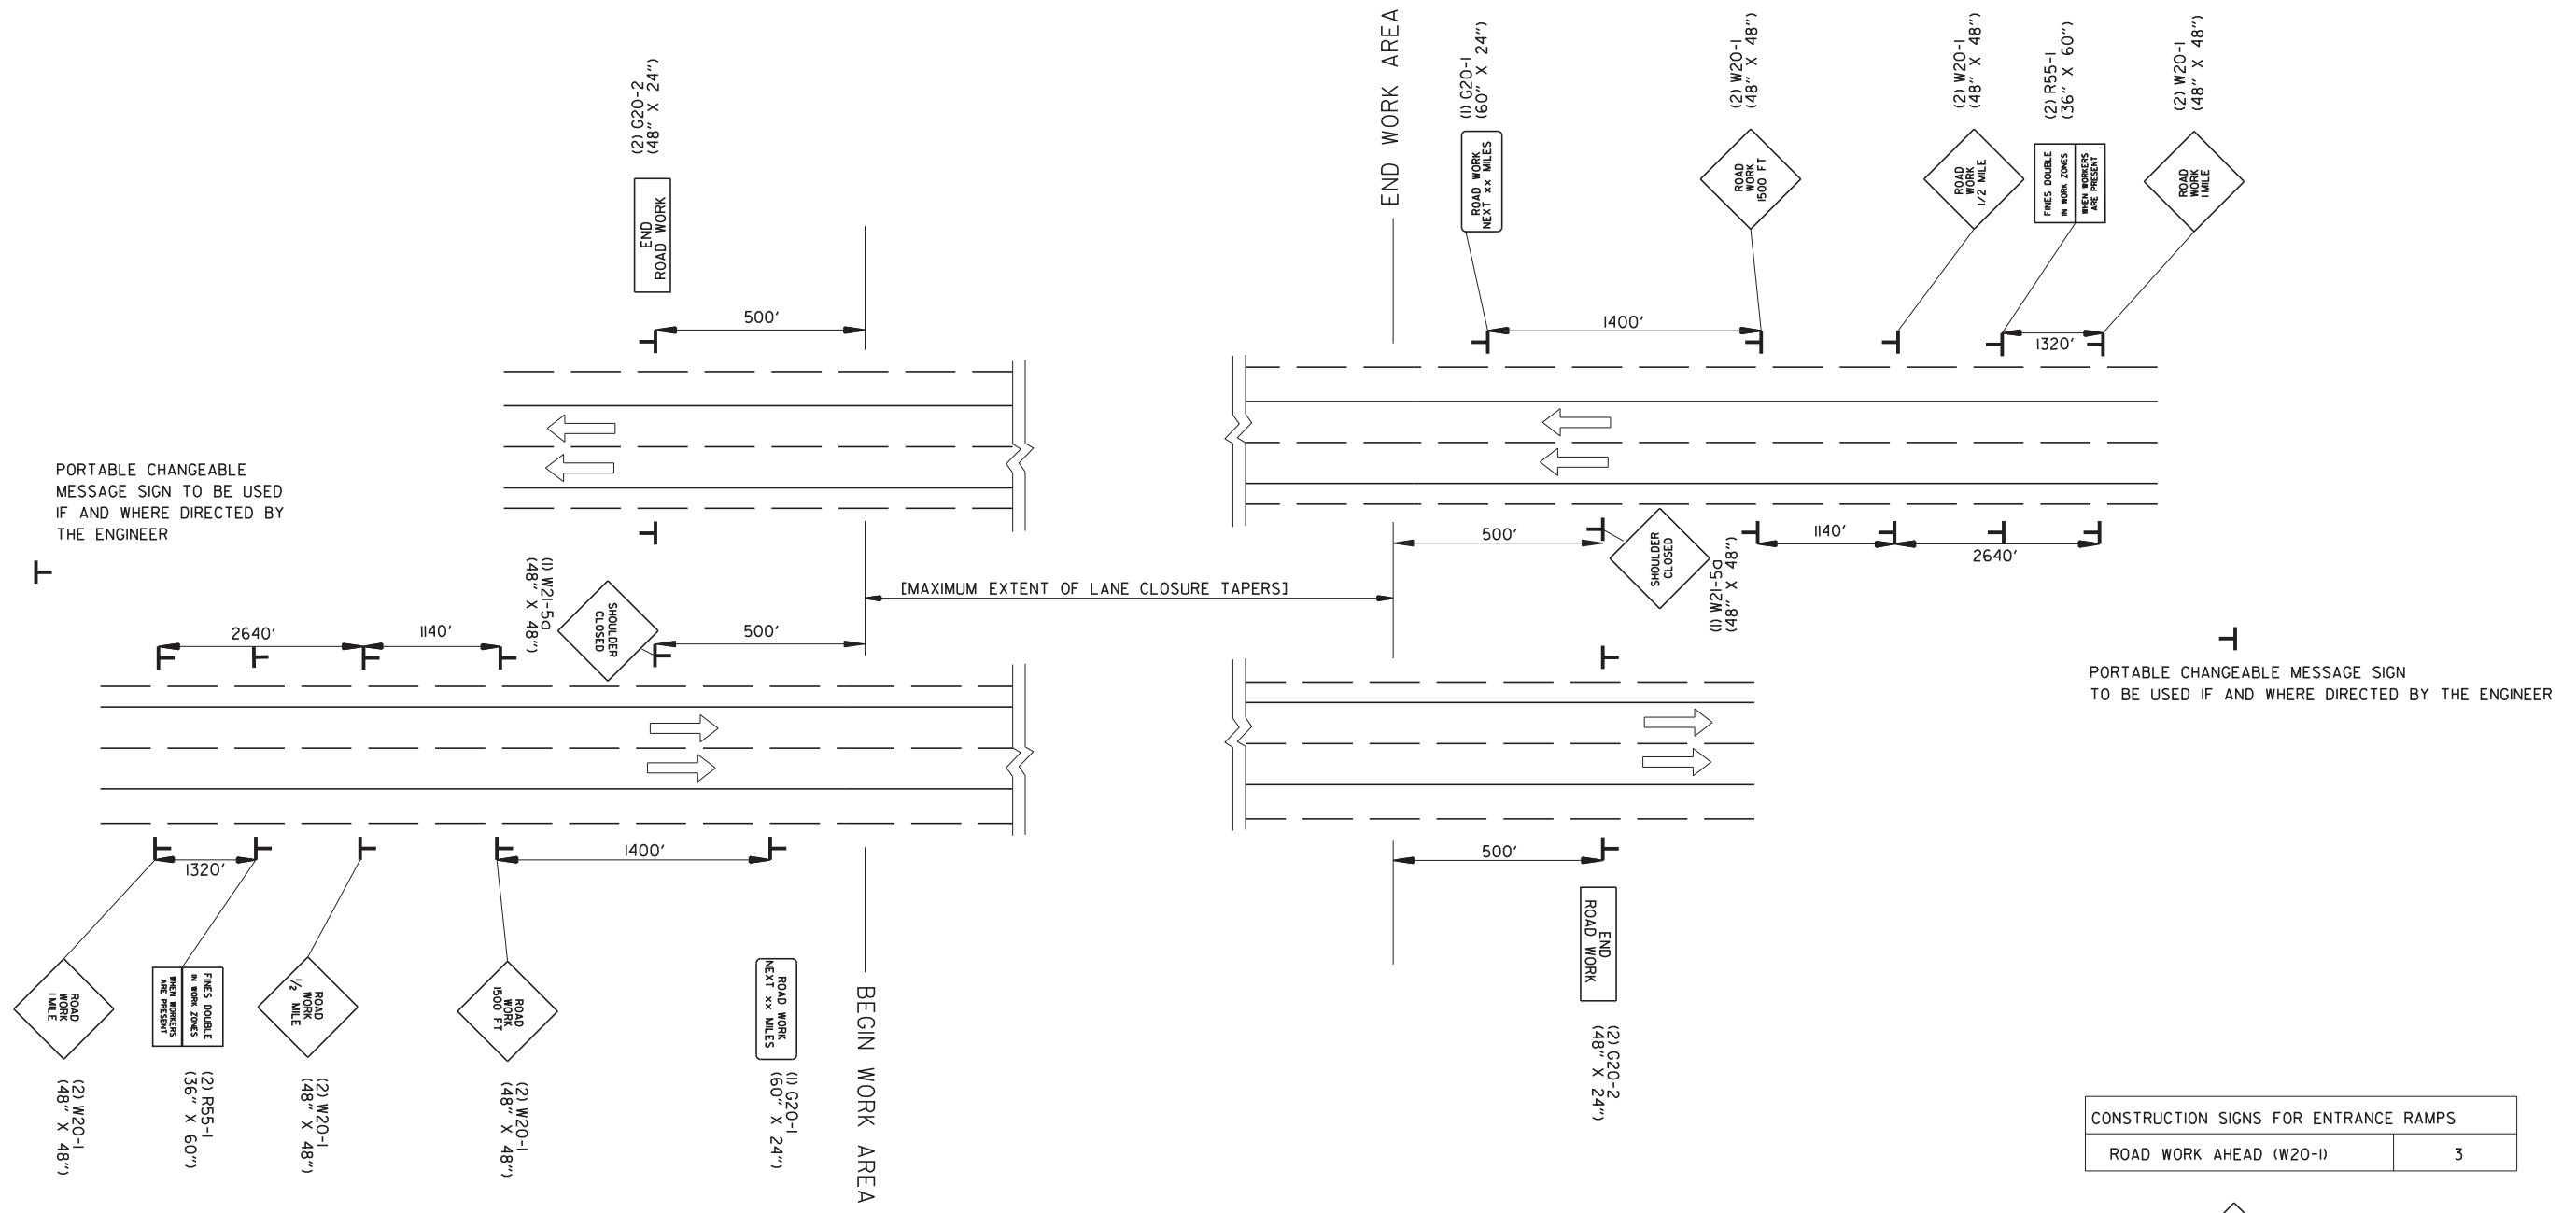 (2) G20-2
(48" X 24")
END
ROAD WORK
500'
END WORK AREA
(1) G20-1
(60" X 24")
ROAD WORK
NEXT xx MILES
(2) W20-1
(48" X 48")
ROAD
WORK
1500 FT
(2) W20-1
(48" X 48")
ROAD
WORK
1/2 MILE
(2) R55-1
(36" X 60")
FINES DOUBLE
IN WORK ZONES
WHEN WORKERS
ARE PRESENT
(2) W20-1
(48" X 48")
ROAD
WORK
1 MILE
1400'
1320'
PORTABLE CHANGEABLE
MESSAGE SIGN TO BE USED
IF AND WHERE DIRECTED BY
THE ENGINEER
(1) W21-5a
(48" X 48")
SHOULDER
CLOSED
500'
[MAXIMUM EXTENT OF LANE CLOSURE TAPERS]
500'
SHOULDER
CLOSED
(1) W21-5a
(48" X 48")
1140'
2640'
2640'
1140'
PORTABLE CHANGEABLE MESSAGE SIGN
TO BE USED IF AND WHERE DIRECTED BY THE ENGINEER
1320'
1400'
500'
ROAD
WORK
1 MILE
(2) W20-1
(48" X 48")
FINES DOUBLE
IN WORK ZONES
WHEN WORKERS
ARE PRESENT
(2) R55-1
(36" X 60")
ROAD
WORK
1/2 MILE
(2) W20-1
(48" X 48")
ROAD
WORK
1500 FT
(2) W20-1
(48" X 48")
ROAD WORK
NEXT xx MILES
(1) G20-1
(60" X 24")
BEGIN WORK AREA
END
ROAD WORK
(2) G20-2
(48" X 24")
CONSTRUCTION SIGNS FOR ENTRANCE RAMPS
ROAD WORK AHEAD (W20-1) 3